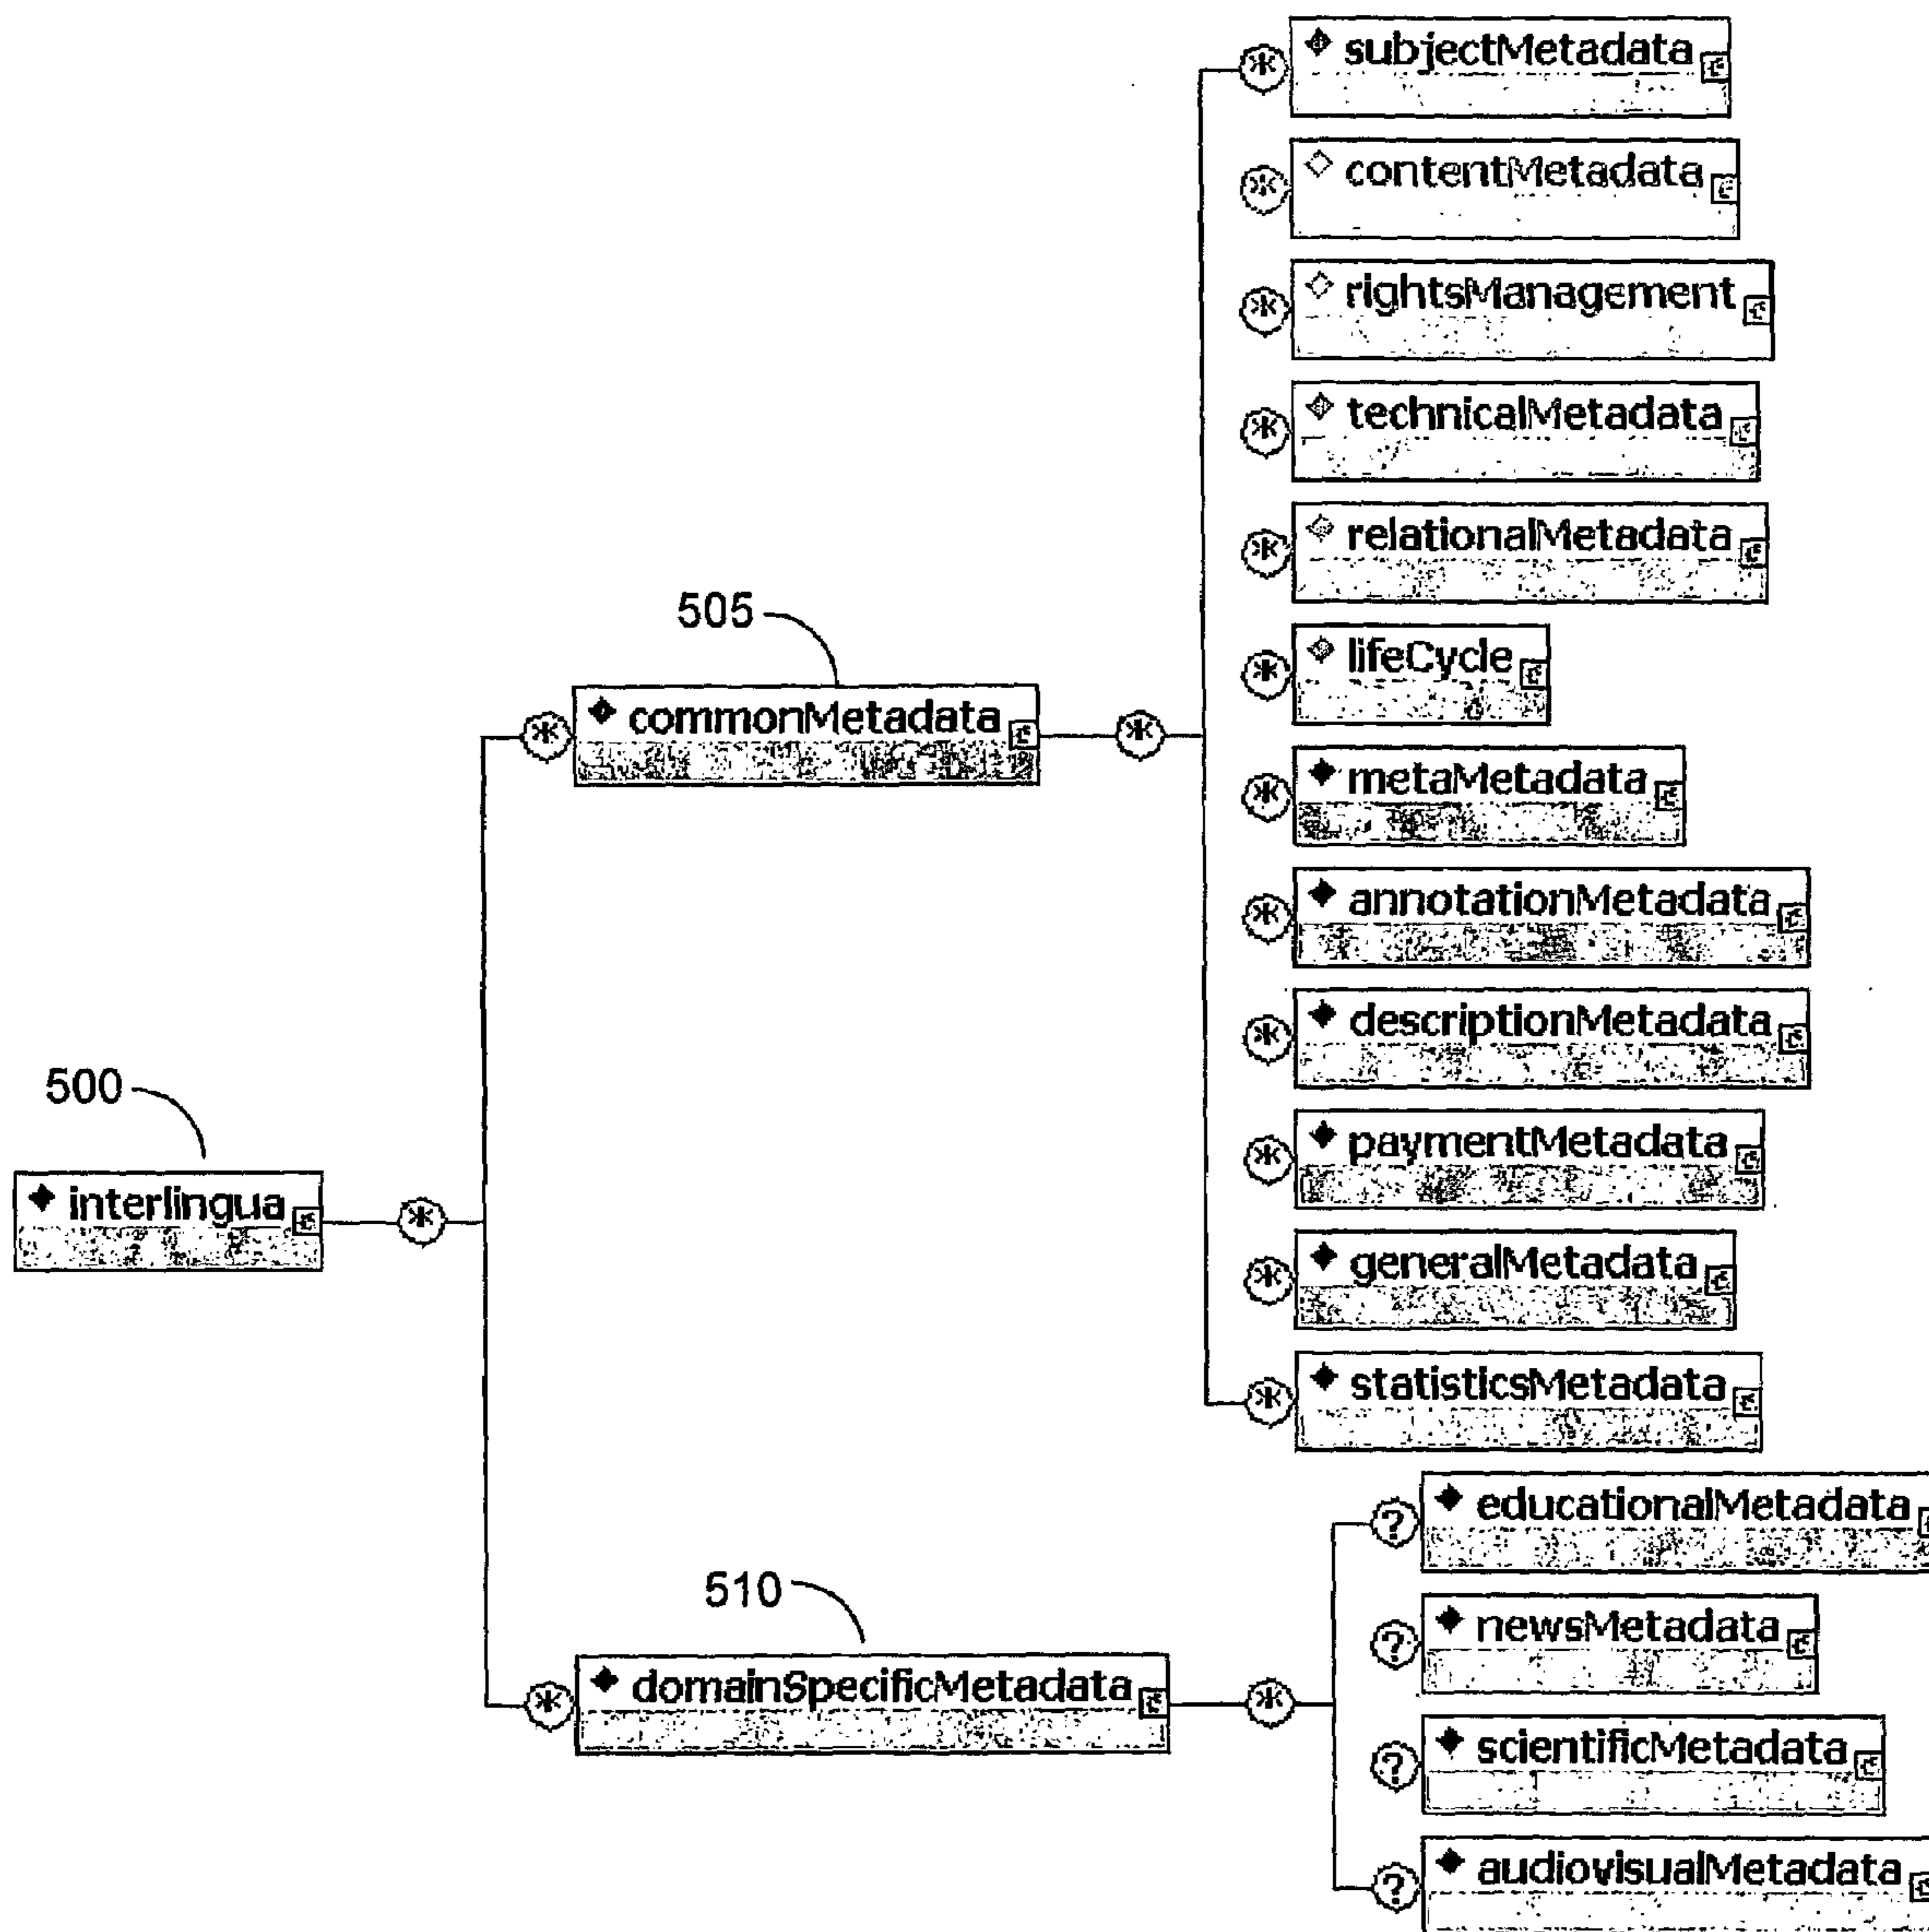 subjectMetadata
contentMetadata
rightsManagement
technicalMetadata
relationalMetadata
505
lifeCycle
commonMetadata
metaMetadata
annotationMetadata
descriptionMetadata
500
paymentMetadata
interlingua
generalMetadata
statisticsMetadata
educationalMetadata
510
newsMetadata
domainSpecificMetadata
scientificMetadata
audiovisualMetadata